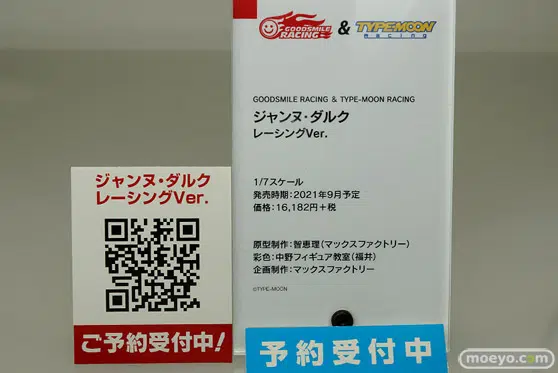 GOODSMILE RACING & TYPE-MOON Racing
GOODSMILE RACING & TYPE-MOON RACING
ジャンヌ・ダルク
レーシングVer.
1/7スケール
発売時期：2021年9月予定
価格：16,182円+税
原型制作：智恵理（マックスファクトリー）
彩色：中野フィギュア教室（福井）
企画制作：マックスファクトリー
©TYPE-MOON
ジャンヌ・ダルク
レーシングVer.
ご予約受付中!
予約受付中
moeyo.com